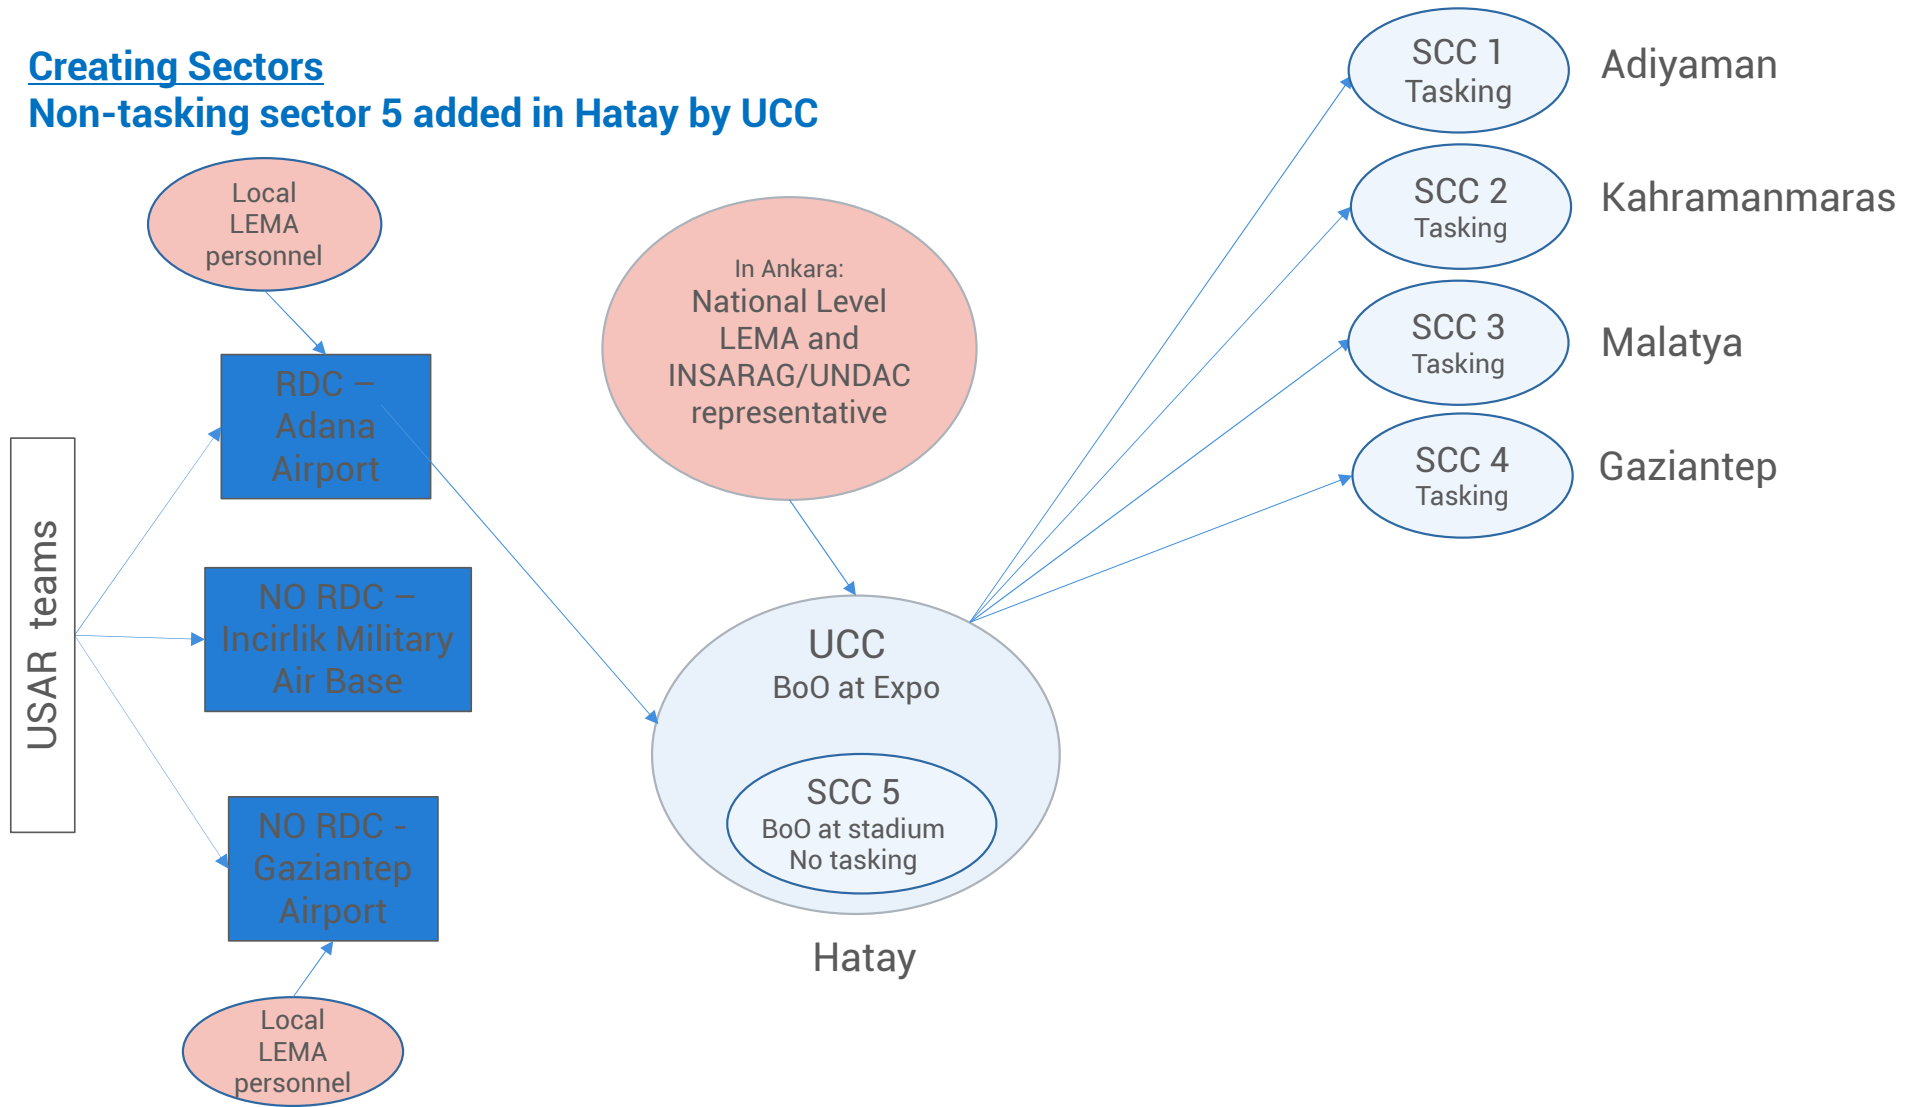 Creating Sectors
Non-tasking sector 5 added in Hatay by UCC
Local
LEMA
personnel
RDC –
Adana
Airport
USAR teams
NO RDC –
Incirlik Military
Air Base
NO RDC -
Gaziantep
Airport
Local
LEMA
personnel
In Ankara:
National Level
LEMA and
INSARAG/UNDAC
representative
UCC
BoO at Expo
SCC 5
BoO at stadium
No tasking
Hatay
SCC 1
Tasking
Adiyaman
SCC 2
Tasking
Kahramanmaras
SCC 3
Tasking
Malatya
SCC 4
Tasking
Gaziantep